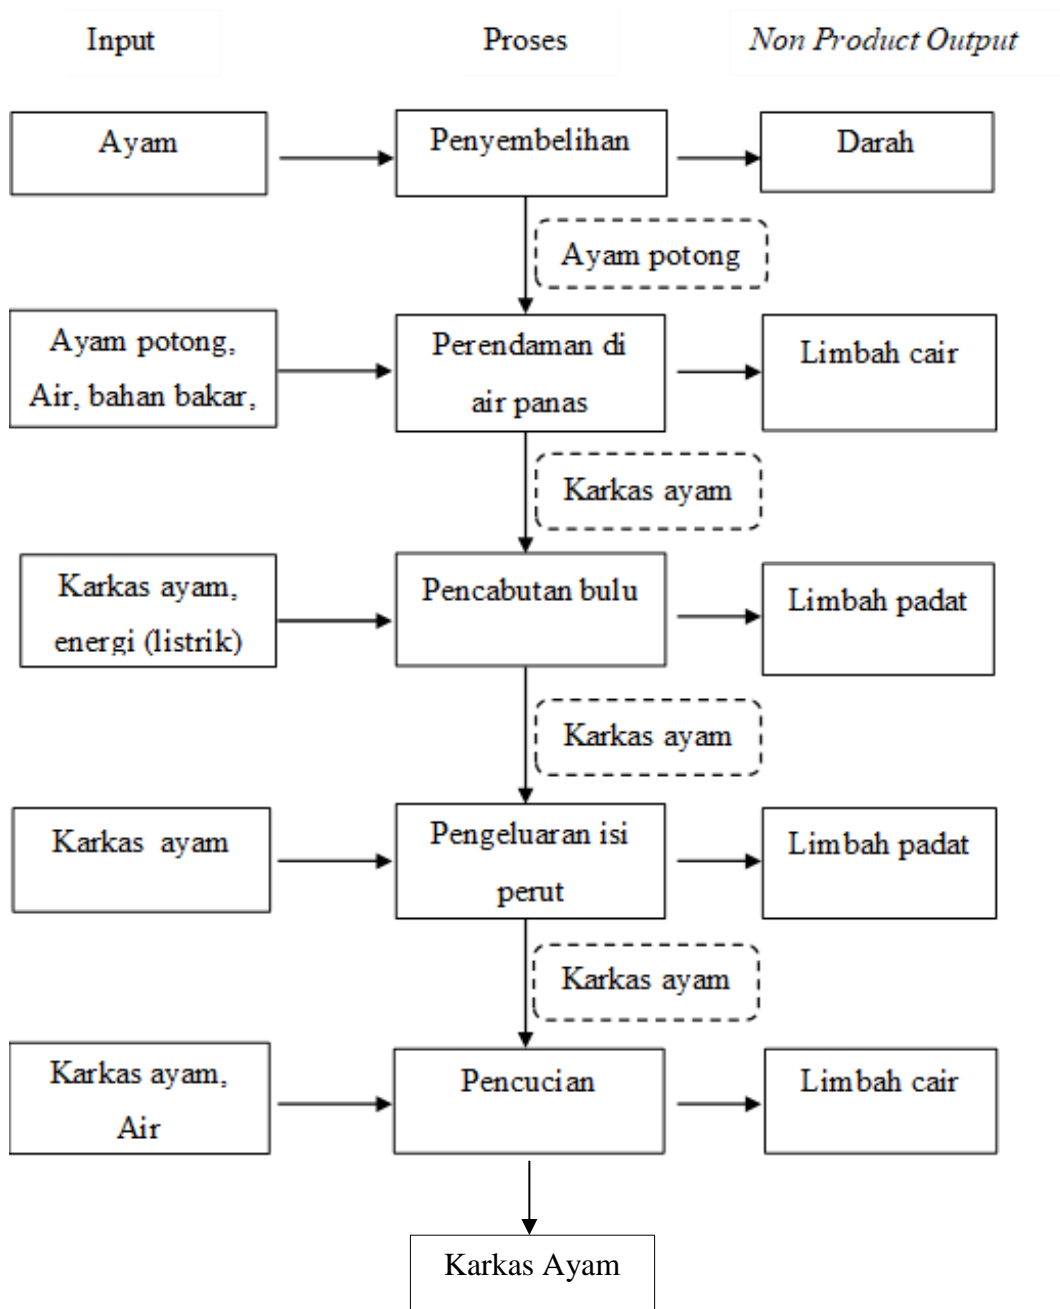 Input
Proses
Non Product Output
Ayam
Penyembelihan
Darah
Ayam potong
Ayam potong,
Air, bahan bakar,
Perendaman di
air panas
Limbah cair
Karkas ayam
Karkas ayam,
energi (listrik)
Pencabutan bulu
Limbah padat
Karkas ayam
Karkas ayam
Pengeluaran isi
perut
Limbah padat
Karkas ayam
Karkas ayam,
Air
Pencucian
Limbah cair
Karkas Ayam